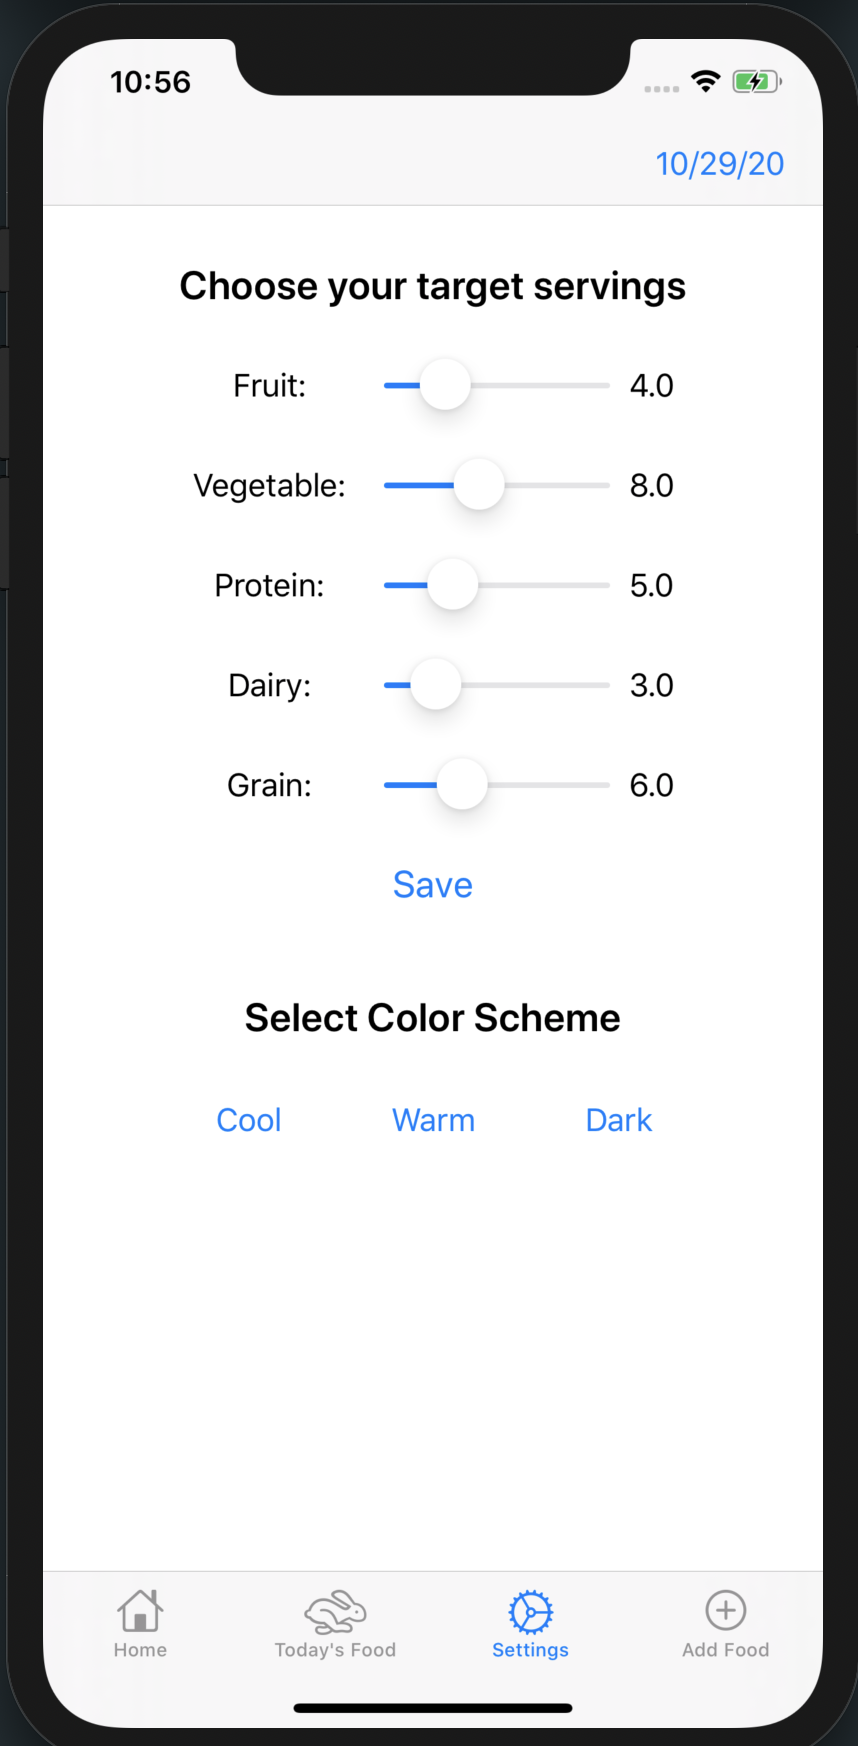 10:56
10/29/20
Choose your target servings
Fruit: 4.0
Vegetable: 8.0
Protein: 5.0
Dairy: 3.0
Grain: 6.0
Save
Select Color Scheme
Cool Warm Dark
Home Today's Food Settings Add Food